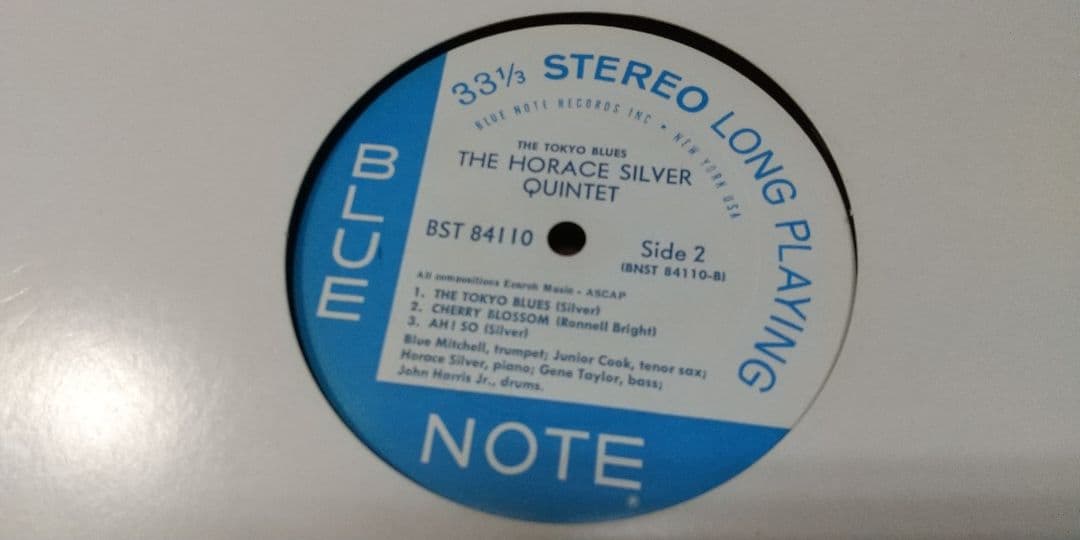 33⅓ STEREO LONG PLAYING
BLUE NOTE RECORDS INC • NEW YORK USA
THE TOKYO BLUES
THE HORACE SILVER
QUINTET
BST 84110
Side 2
(BNST 84110-B)
All compositions Ecaroh Music - ASCAP
1. THE TOKYO BLUES (Silver)
2. CHERRY BLOSSOM (Ronnell Bright)
3. AH! SO (Silver)
Blue Mitchell, trumpet; Junior Cook, tenor sax;
Horace Silver, piano; Gene Taylor, bass;
John Harris Jr., drums.
BLUE
NOTE®